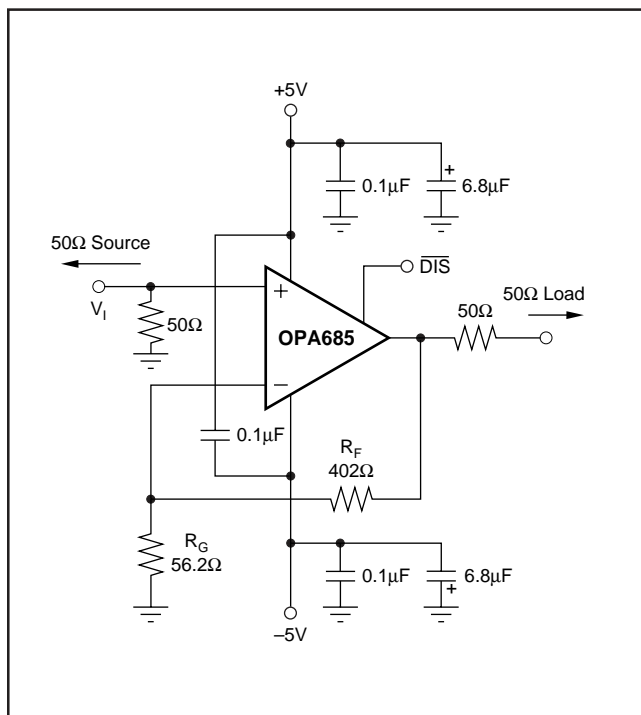 +5V
+
0.1µF
6.8µF
50Ω Source
V_I
50Ω
DIS
50Ω Load
50Ω
+
OPA685
−
0.1µF
R_F
402Ω
R_G
56.2Ω
0.1µF
6.8µF
+
–5V